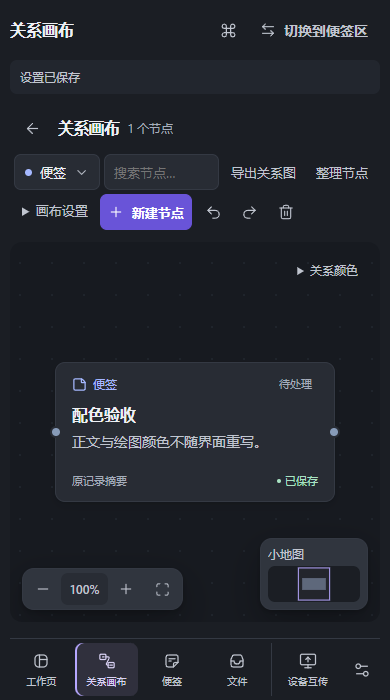 关系画布
切换到便签区
设置已保存
关系画布 1 个节点
便签
搜索节点...
导出关系图
整理节点
画布设置
新建节点
关系颜色
便签
待处理
配色验收
正文与绘图颜色不随界面重写。
原记录摘要
已保存
小地图
100%
工作页
关系画布
便签
文件
设备互传